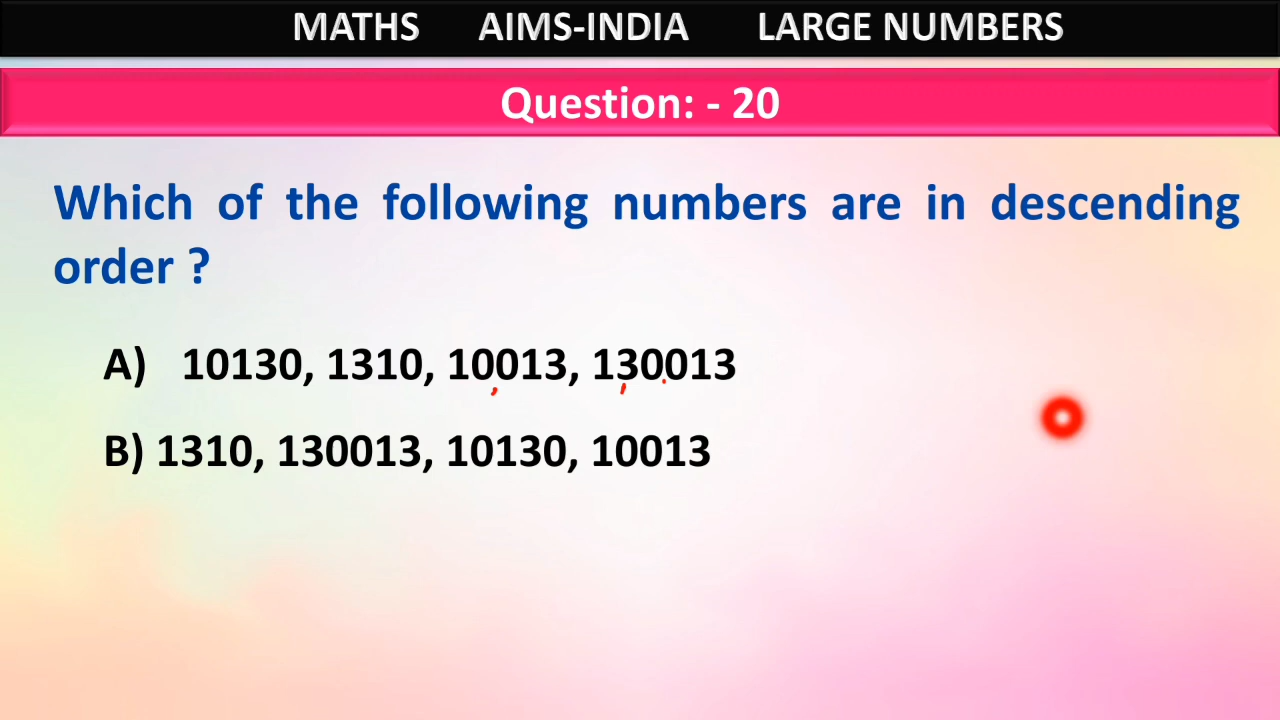 MATHS AIMS-INDIA LARGE NUMBERS
Question: - 20
Which of the following numbers are in descending
order ?
A) 10130, 1310, 10013, 130013
B) 1310, 130013, 10130, 10013